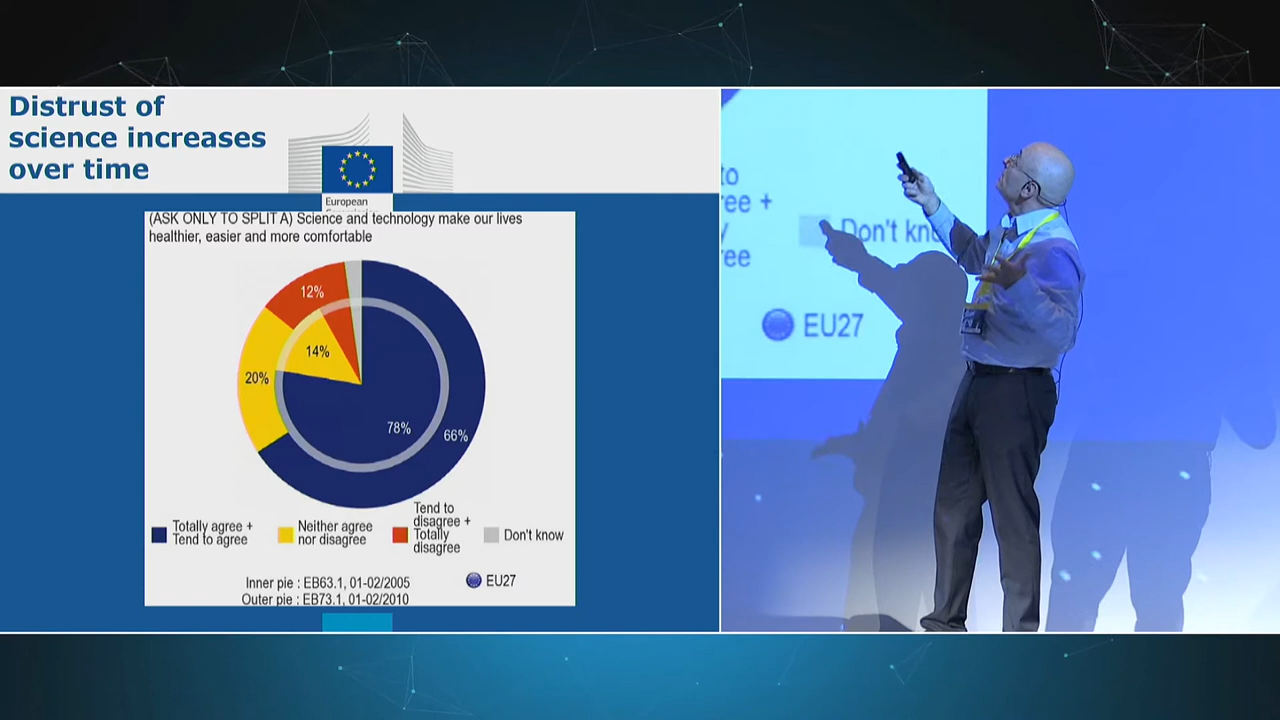 Distrust of
science increases
over time
European
(ASK ONLY TO SPLIT A) Science and technology make our lives
healthier, easier and more comfortable
12%
14%
20%
78%
66%
Totally agree +
Tend to agree
Neither agree
nor disagree
Tend to
disagree +
Totally
disagree
Don't know
Inner pie : EB63.1, 01-02/2005
Outer pie : EB73.1, 01-02/2010
EU27
to
ree +
y
ree
Don't kno
EU27